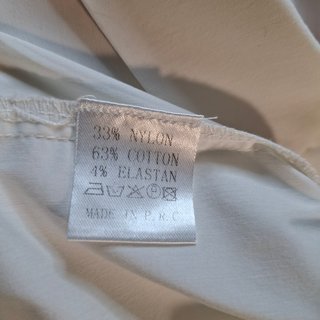 33% NYLON
63% COTTON
4% ELASTAN
MADE IN P.R.C